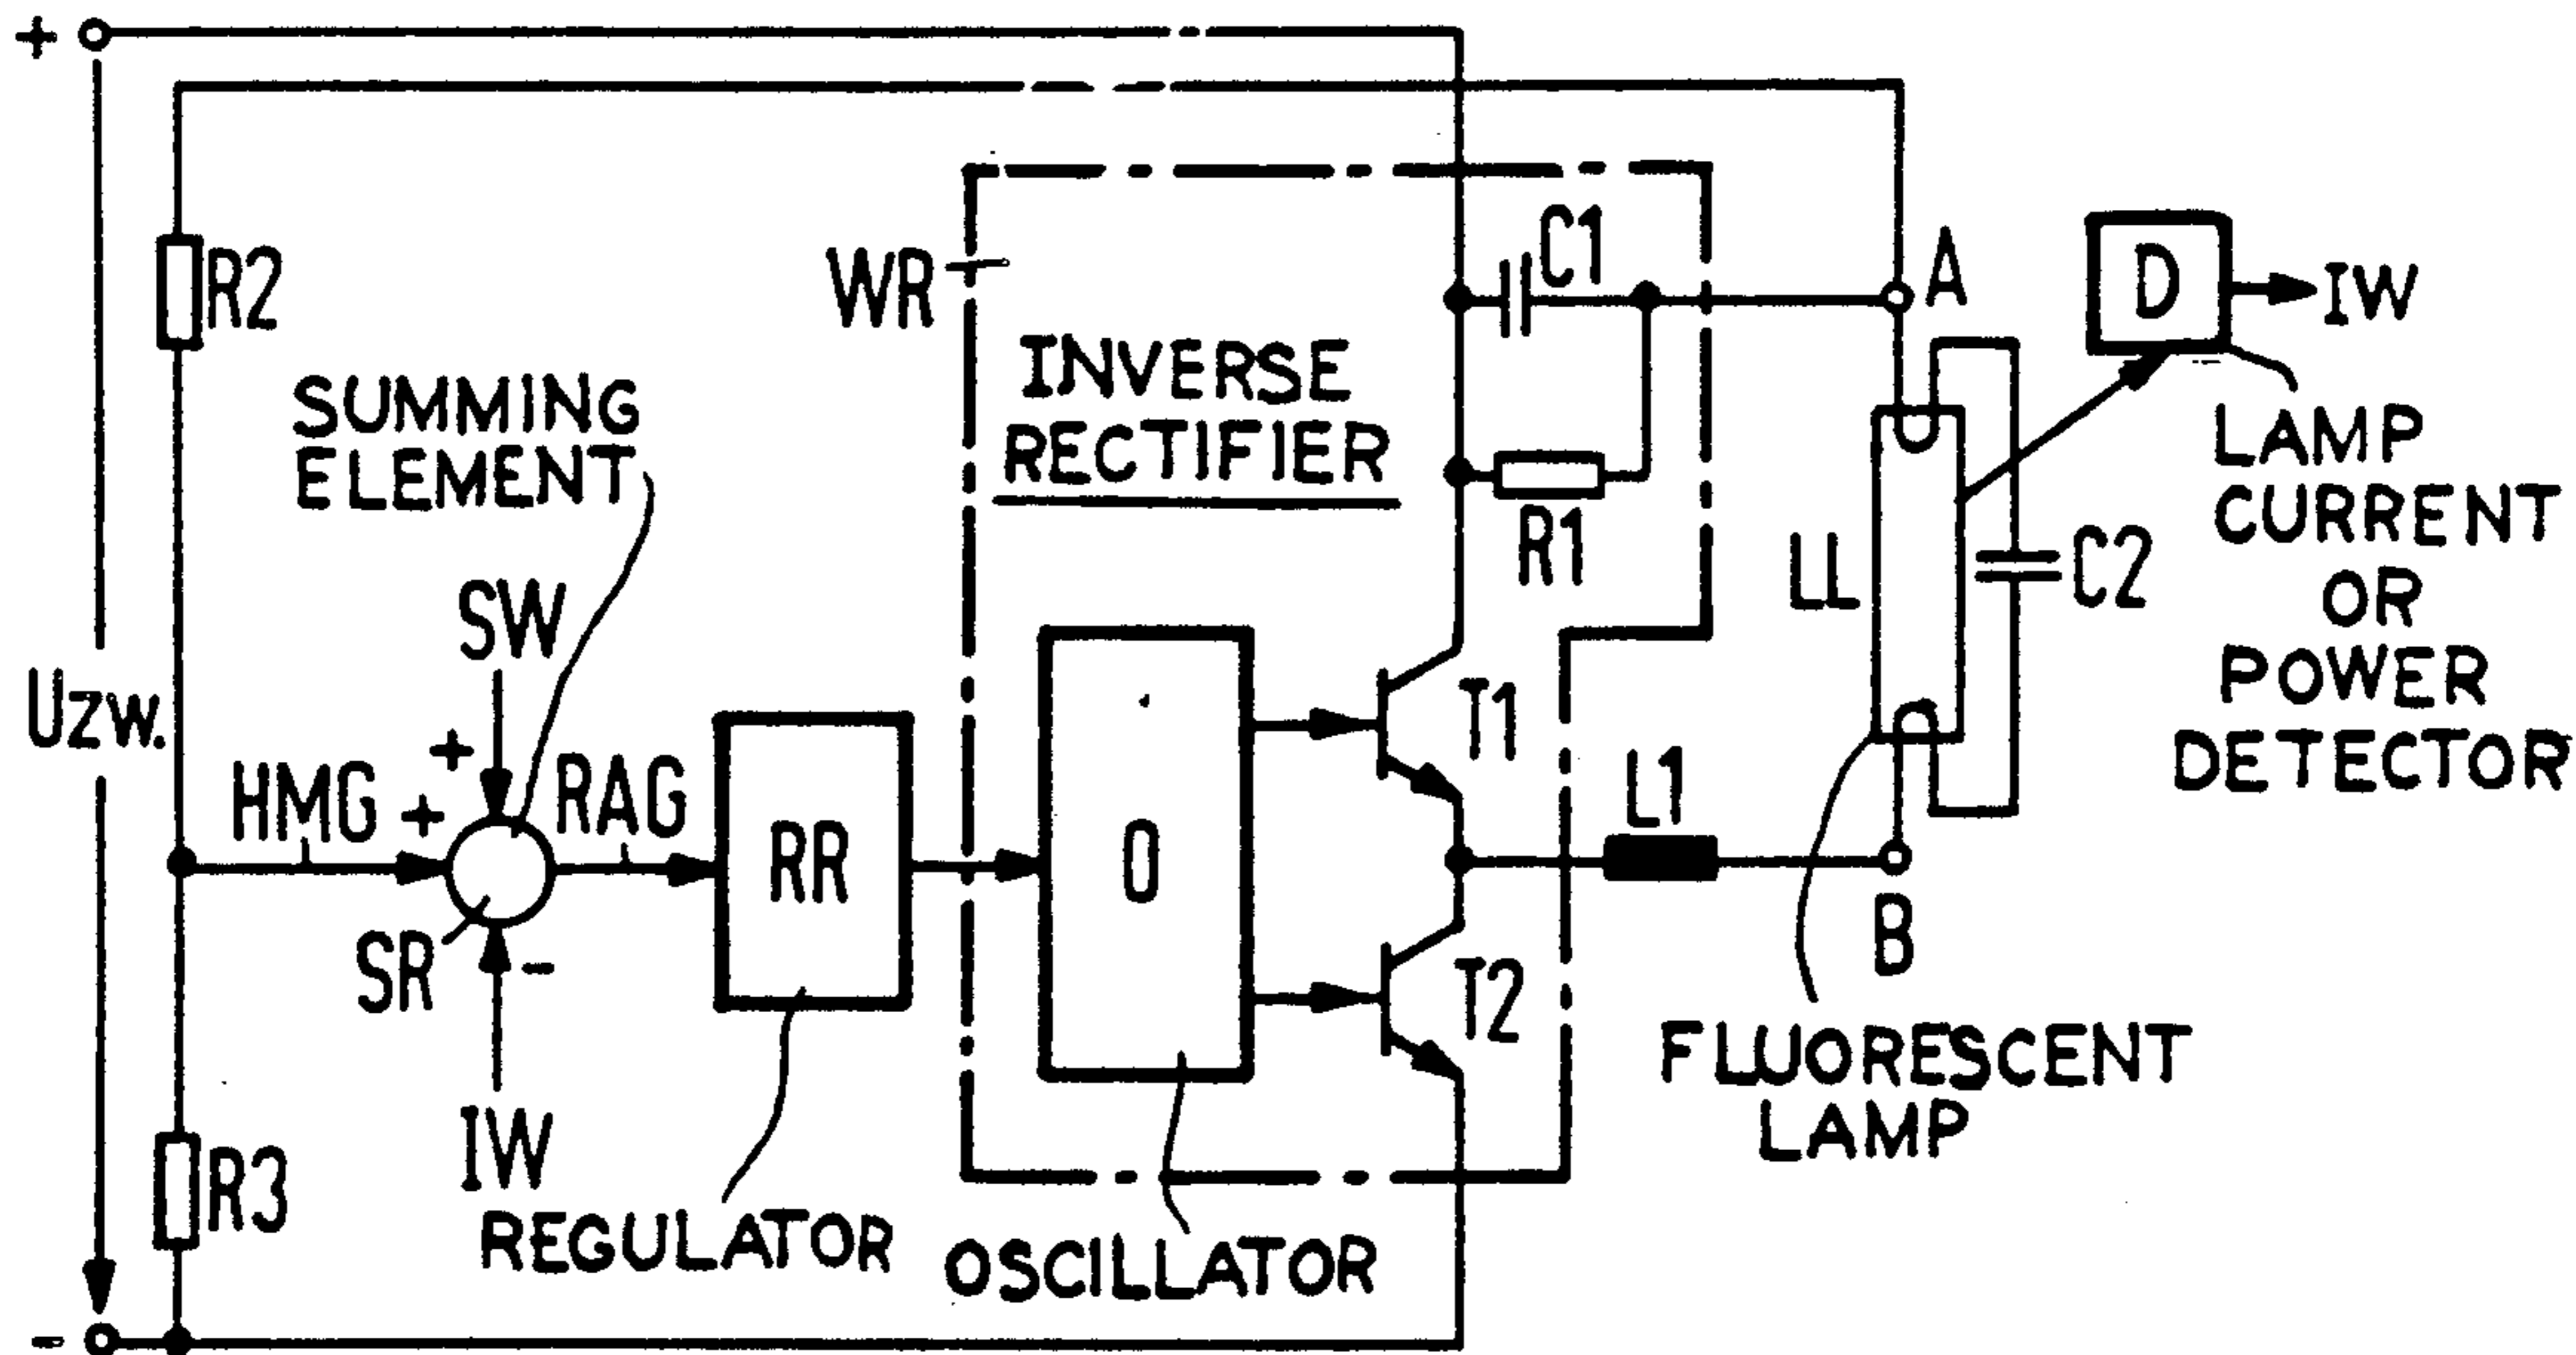 +
R2
WR
C1
A
D
IW
INVERSE
RECTIFIER
SUMMING
ELEMENT
R1
LAMP
CURRENT
OR
POWER
DETECTOR
LL
C2
SW
Uzw.
+
T1
HMG
+
RAG
RR
O
L1
SR
-
B
T2
IW
R3
REGULATOR
OSCILLATOR
FLUORESCENT
LAMP
-